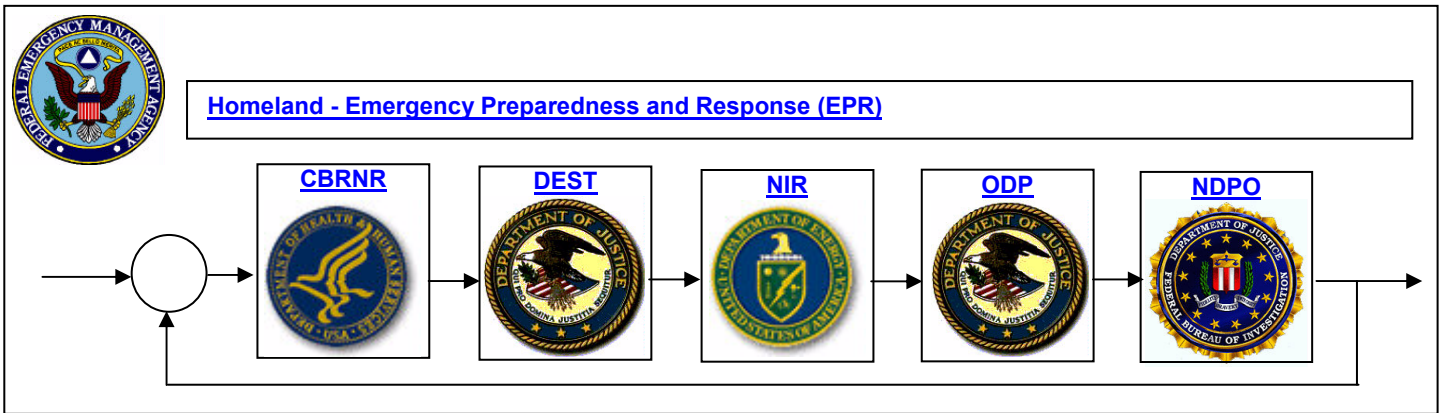 FEDERAL EMERGENCY MANAGEMENT AGENCY
Homeland - Emergency Preparedness and Response (EPR)
CBRNR
DEST
NIR
ODP
NDPO
DEPARTMENT OF HEALTH & HUMAN SERVICES · USA
DEPARTMENT OF JUSTICE
QUI PRO DOMINA JUSTITIA SEQUITUR
DEPARTMENT OF ENERGY
UNITED STATES OF AMERICA
DEPARTMENT OF JUSTICE
QUI PRO DOMINA JUSTITIA SEQUITUR
DEPARTMENT OF JUSTICE
FEDERAL BUREAU OF INVESTIGATION